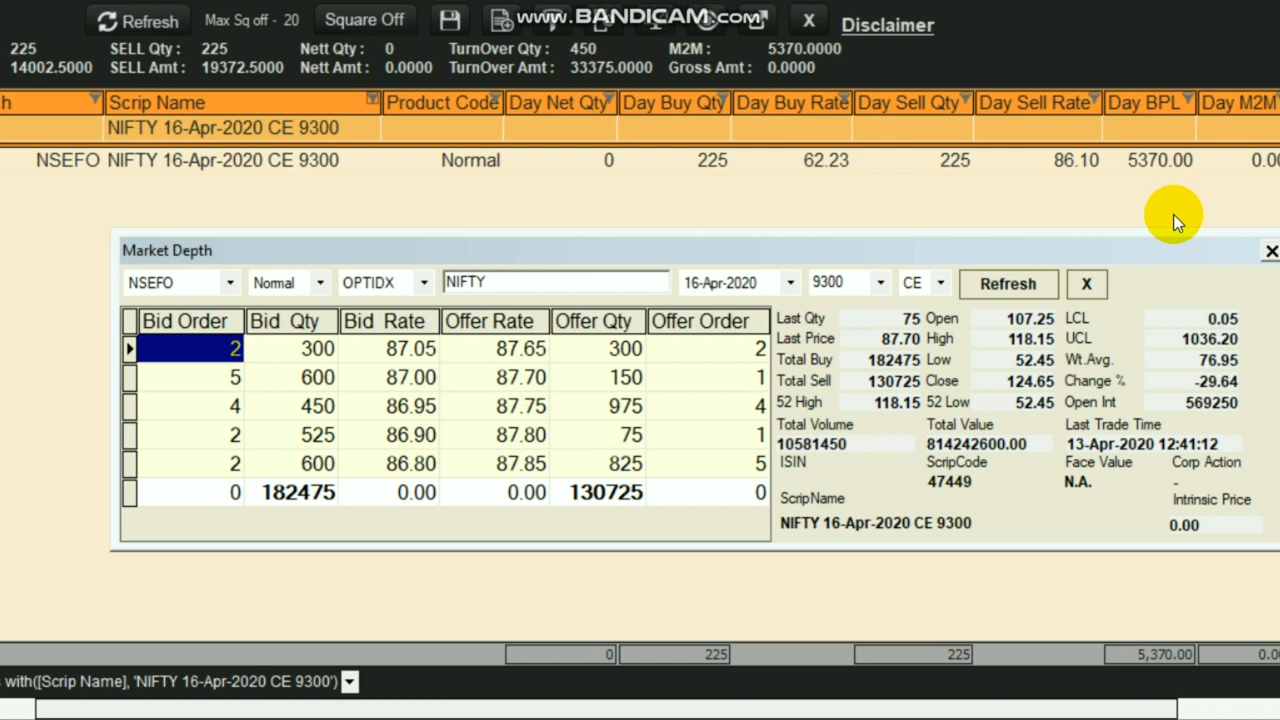 Refresh Max Sq off - 20 Square Off www.BANDICAM.com X Disclaimer
225 SELL Qty : 225 Nett Qty : 0 TurnOver Qty : 450 M2M : 5370.0000
14002.5000 SELL Amt : 19372.5000 Nett Amt : 0.0000 TurnOver Amt : 33375.0000 Gross Amt : 0.0000
h Scrip Name Product Code Day Net Qty Day Buy Qty Day Buy Rate Day Sell Qty Day Sell Rate Day BPL Day M2M
NIFTY 16-Apr-2020 CE 9300
NSEFO NIFTY 16-Apr-2020 CE 9300 Normal 0 225 62.23 225 86.10 5370.00 0.00
Market Depth X
NSEFO Normal OPTIDX NIFTY 16-Apr-2020 9300 CE Refresh X
Bid Order Bid Qty Bid Rate Offer Rate Offer Qty Offer Order
2 300 87.05 87.65 300 2
5 600 87.00 87.70 150 1
4 450 86.95 87.75 975 4
2 525 86.90 87.80 75 1
2 600 86.80 87.85 825 5
0 182475 0.00 0.00 130725 0
Last Qty 75 Open 107.25 LCL 0.05
Last Price 87.70 High 118.15 UCL 1036.20
Total Buy 182475 Low 52.45 Wt.Avg. 76.95
Total Sell 130725 Close 124.65 Change % -29.64
52 High 118.15 52 Low 52.45 Open Int 569250
Total Volume Total Value Last Trade Time
10581450 814242600.00 13-Apr-2020 12:41:12
ISIN ScripCode Face Value Corp Action
47449 N.A. -
ScripName Intrinsic Price
NIFTY 16-Apr-2020 CE 9300 0.00
0 225 225 5,370.00 0.0
with([Scrip Name], 'NIFTY 16-Apr-2020 CE 9300')